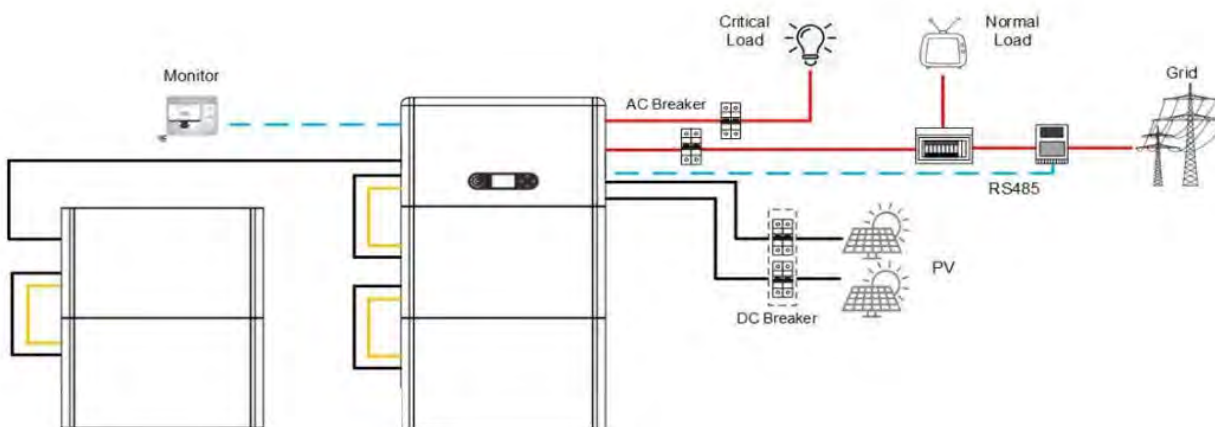 Critical
Load
Normal
Load
Monitor
Grid
AC Breaker
RS485
PV
DC Breaker